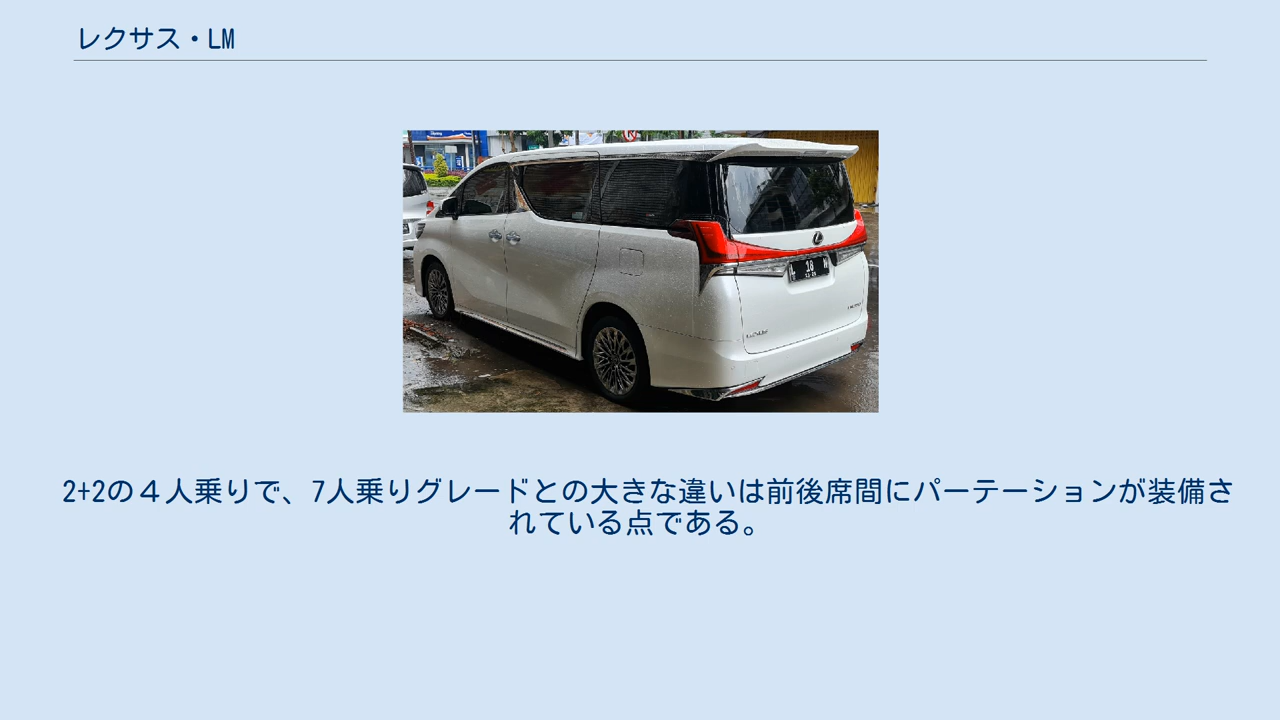 レクサス・LM
L 18 W
2+2の４人乗りで、7人乗りグレードとの大きな違いは前後席間にパーテーションが装備さ
れている点である。